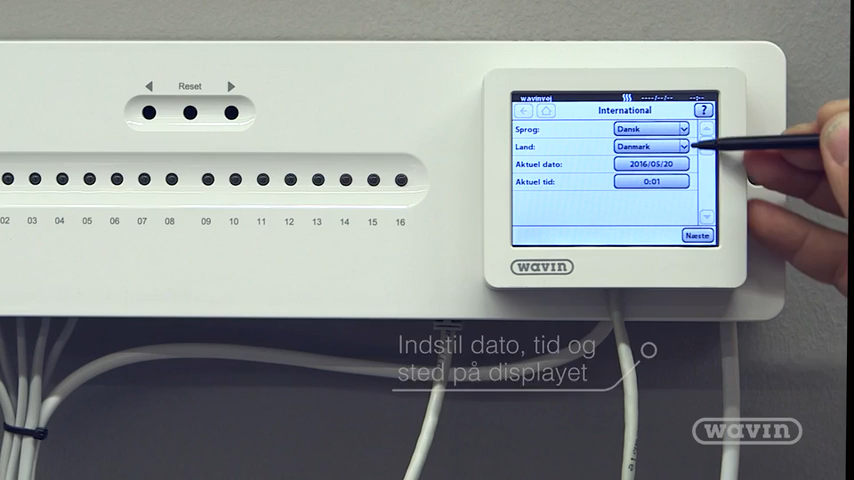 Reset
02 03 04 05 06 07 08 09 10 11 12 13 14 15 16
wavinvej ----/--/-- --:--
International ?
Sprog: Dansk
Land: Danmark
Aktuel dato: 2016/05/20
Aktuel tid: 0:01
Næste
wavin
Indstil dato, tid og
sted på displayet
wavin